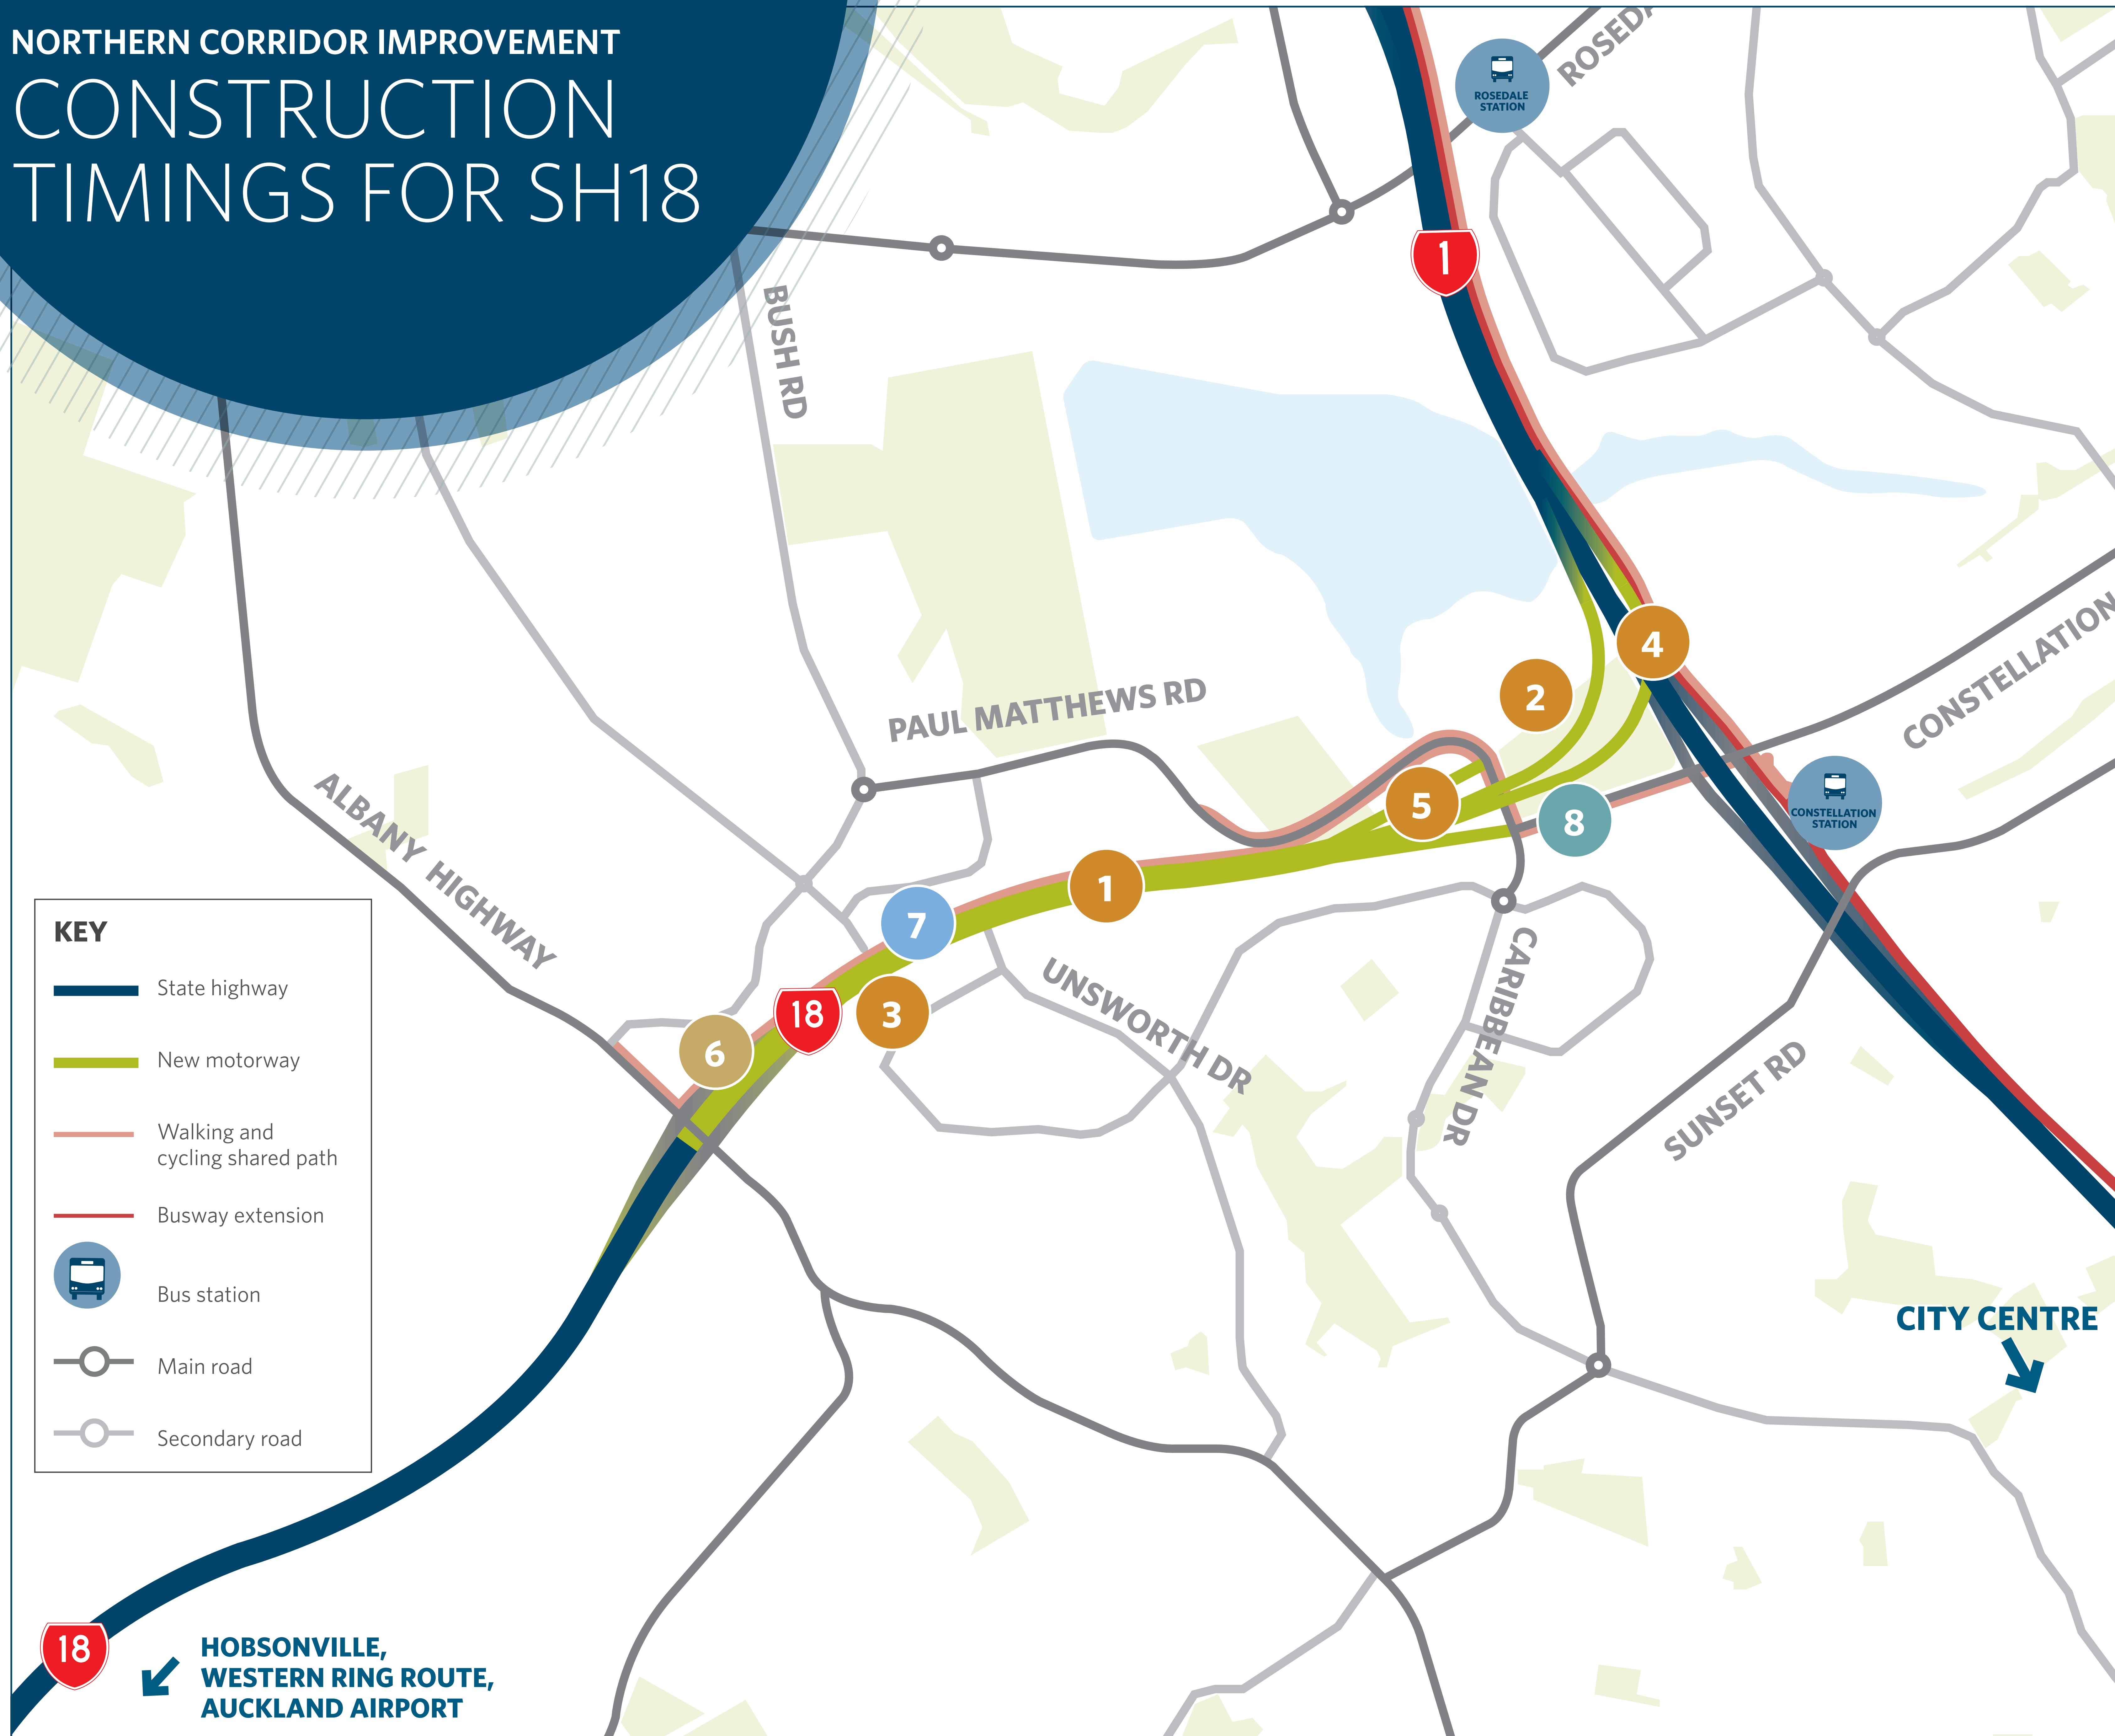 NORTHERN CORRIDOR IMPROVEMENT
CONSTRUCTION
TIMINGS FOR SH18
ROSEDALE
STATION
1
BUSH RD
4
2
PAUL MATTHEWS RD
CONSTELLATION
CONSTELLATION
STATION
5
8
1
7
18
3
6
ALBANY HIGHWAY
UNSWORTH DR
CARIBBEAN DR
SUNSET RD
KEY
State highway
New motorway
Walking and
cycling shared path
Busway extension
Bus station
Main road
Secondary road
CITY CENTRE
18
HOBSONVILLE,
WESTERN RING ROUTE,
AUCKLAND AIRPORT